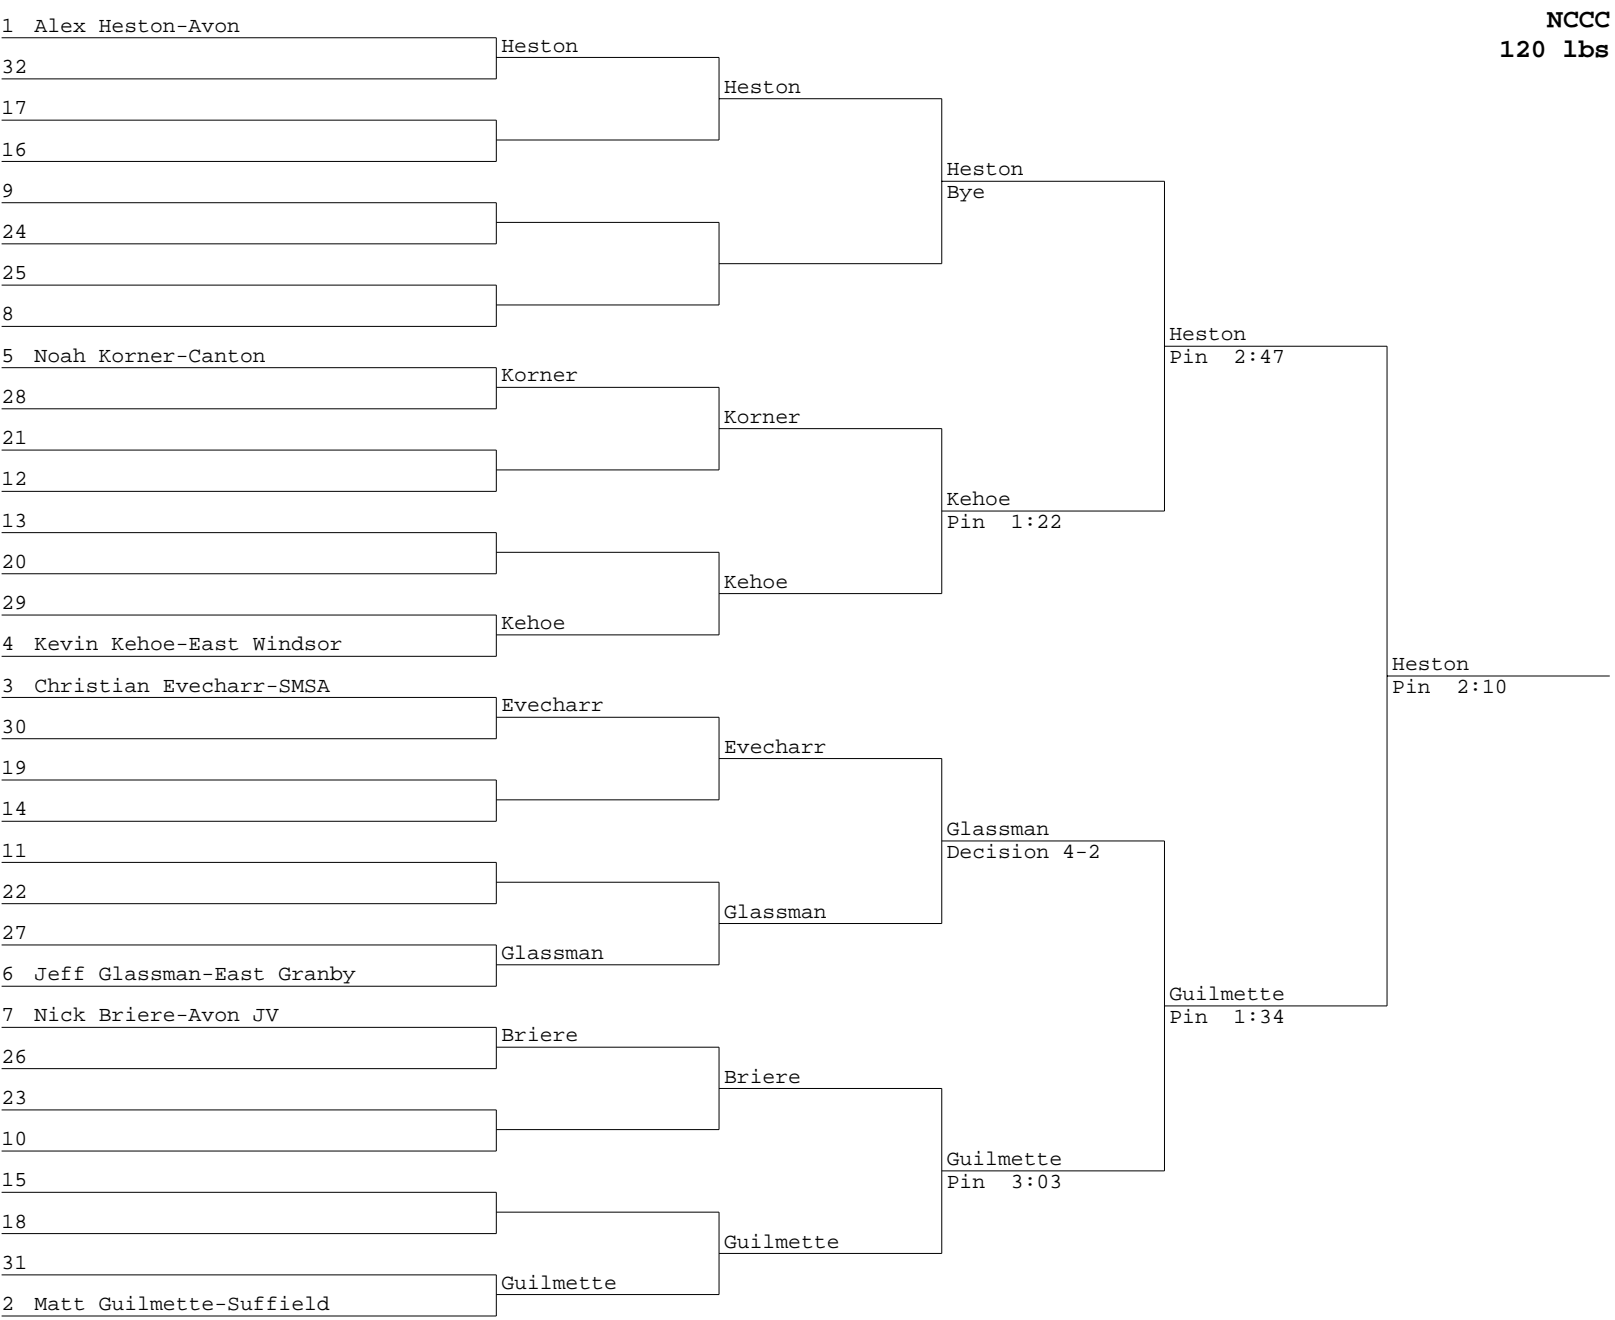 NCCC
120 lbs
1 Alex Heston-Avon
32
17
16
9
24
25
8
5 Noah Korner-Canton
28
21
12
13
20
29
4 Kevin Kehoe-East Windsor
3 Christian Evecharr-SMSA
30
19
14
11
22
27
6 Jeff Glassman-East Granby
7 Nick Briere-Avon JV
26
23
10
15
18
31
2 Matt Guilmette-Suffield
Heston
Korner
Kehoe
Evecharr
Glassman
Briere
Guilmette
Heston
Korner
Kehoe
Evecharr
Glassman
Briere
Guilmette
Heston
Bye
Kehoe
Pin 1:22
Glassman
Decision 4-2
Guilmette
Pin 3:03
Heston
Pin 2:47
Guilmette
Pin 1:34
Heston
Pin 2:10